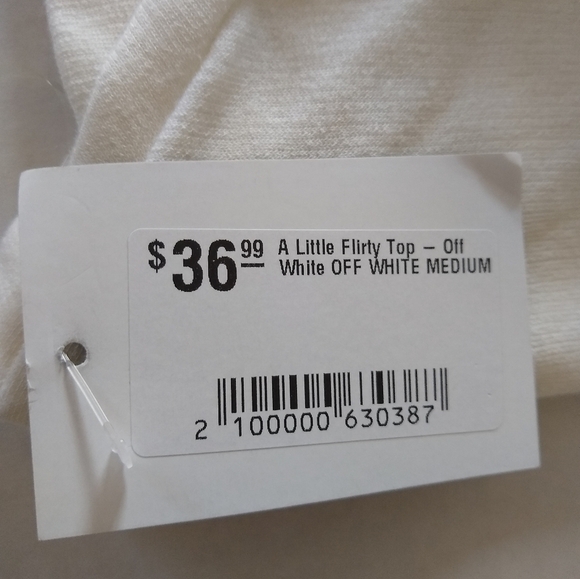 $36.99 A Little Flirty Top – Off
White OFF WHITE MEDIUM
2 100000 630387